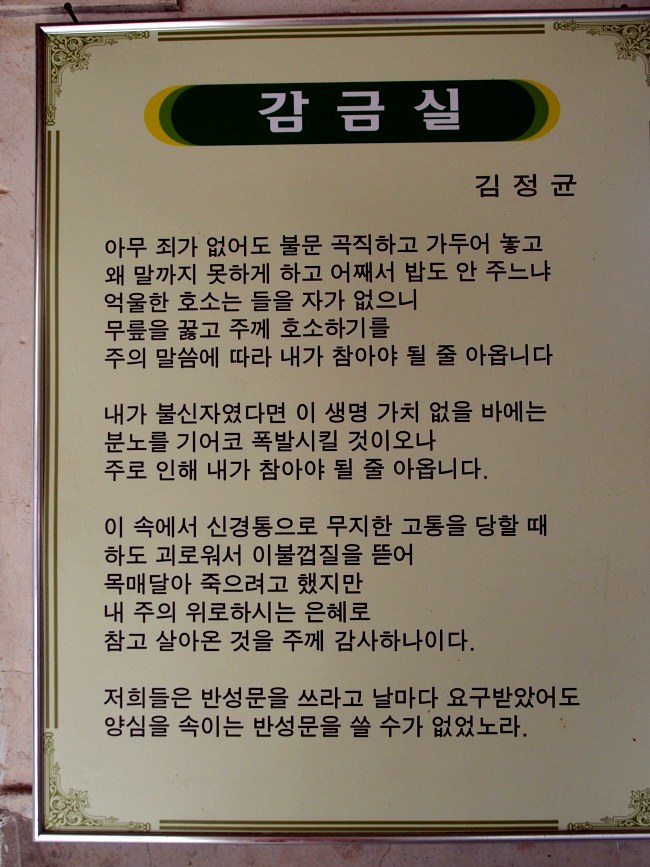 감금실
김정균
아무 죄가 없어도 불문 곡직하고 가두어 놓고
왜 말까지 못하게 하고 어째서 밥도 안 주느냐
억울한 호소는 들을 자가 없으니
무릎을 꿇고 주께 호소하기를
주의 말씀에 따라 내가 참아야 될 줄 아옵니다
내가 불신자였다면 이 생명 가치 없을 바에는
분노를 기어코 폭발시킬 것이오나
주로 인해 내가 참아야 될 줄 아옵니다.
이 속에서 신경통으로 무지한 고통을 당할 때
하도 괴로워서 이불껍질을 뜯어
목매달아 죽으려고 했지만
내 주의 위로하시는 은혜로
참고 살아온 것을 주께 감사하나이다.
저희들은 반성문을 쓰라고 날마다 요구받았어도
양심을 속이는 반성문을 쓸 수가 없었노라.